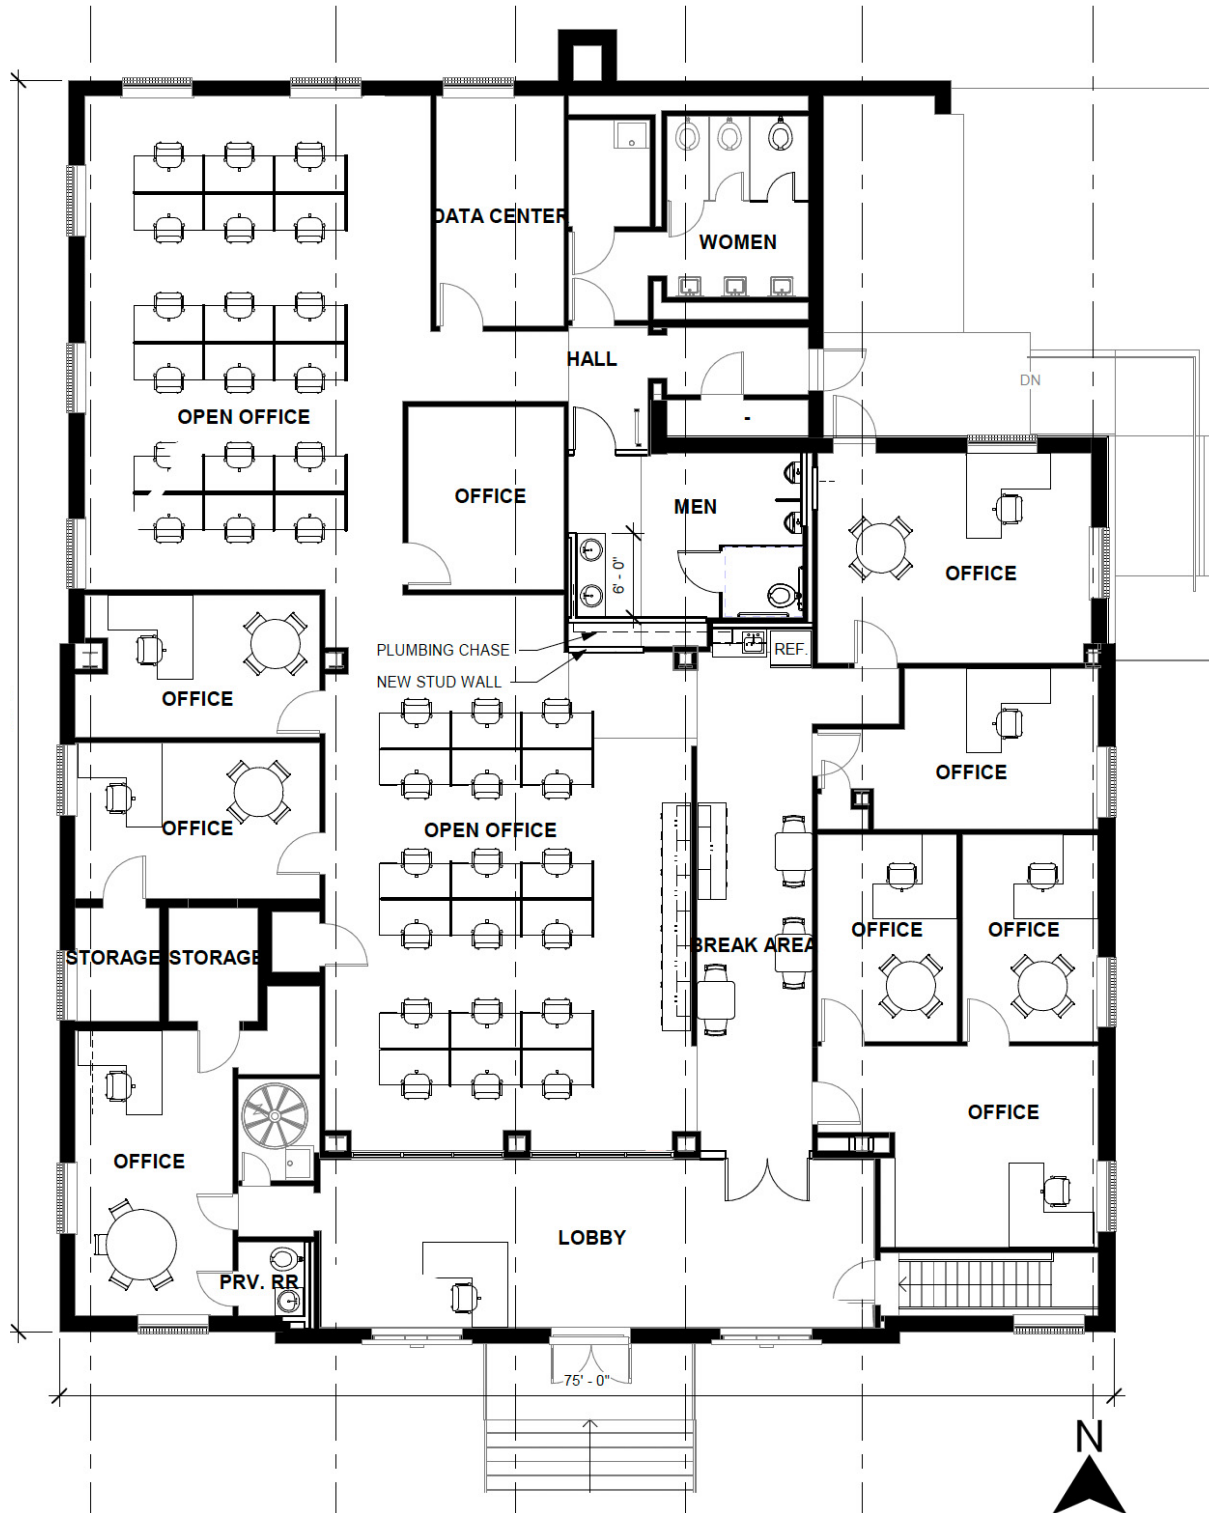 DATA CENTER
WOMEN
HALL
DN
OPEN OFFICE
-
OFFICE
MEN
6' - 0"
OFFICE
PLUMBING CHASE
REF.
NEW STUD WALL
OFFICE
OFFICE
OFFICE
OPEN OFFICE
STORAGE
STORAGE
BREAK AREA
OFFICE
OFFICE
OFFICE
OFFICE
LOBBY
PRV. RR
75' - 0"
N